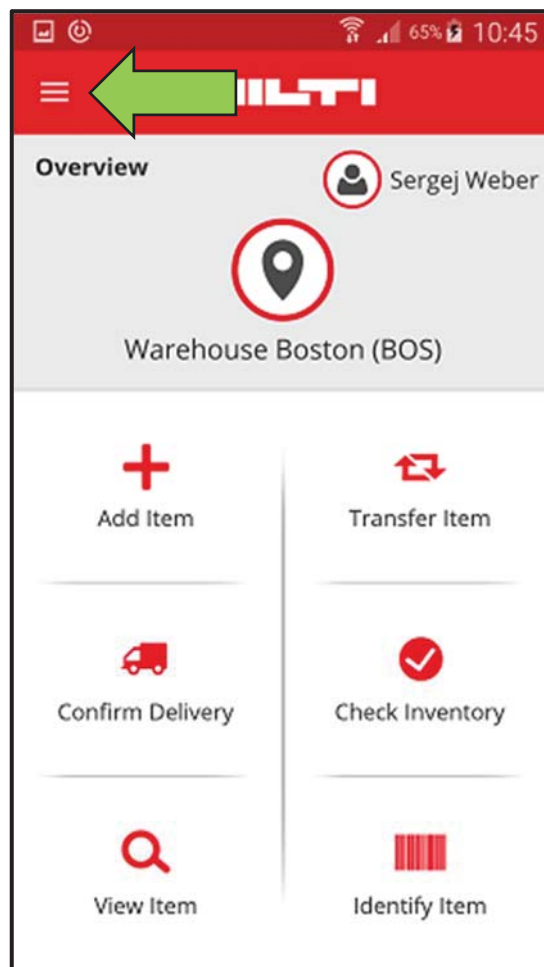 65% 10:45
HILTI
Overview
Sergej Weber
Warehouse Boston (BOS)
Add Item
Transfer Item
Confirm Delivery
Check Inventory
View Item
Identify Item